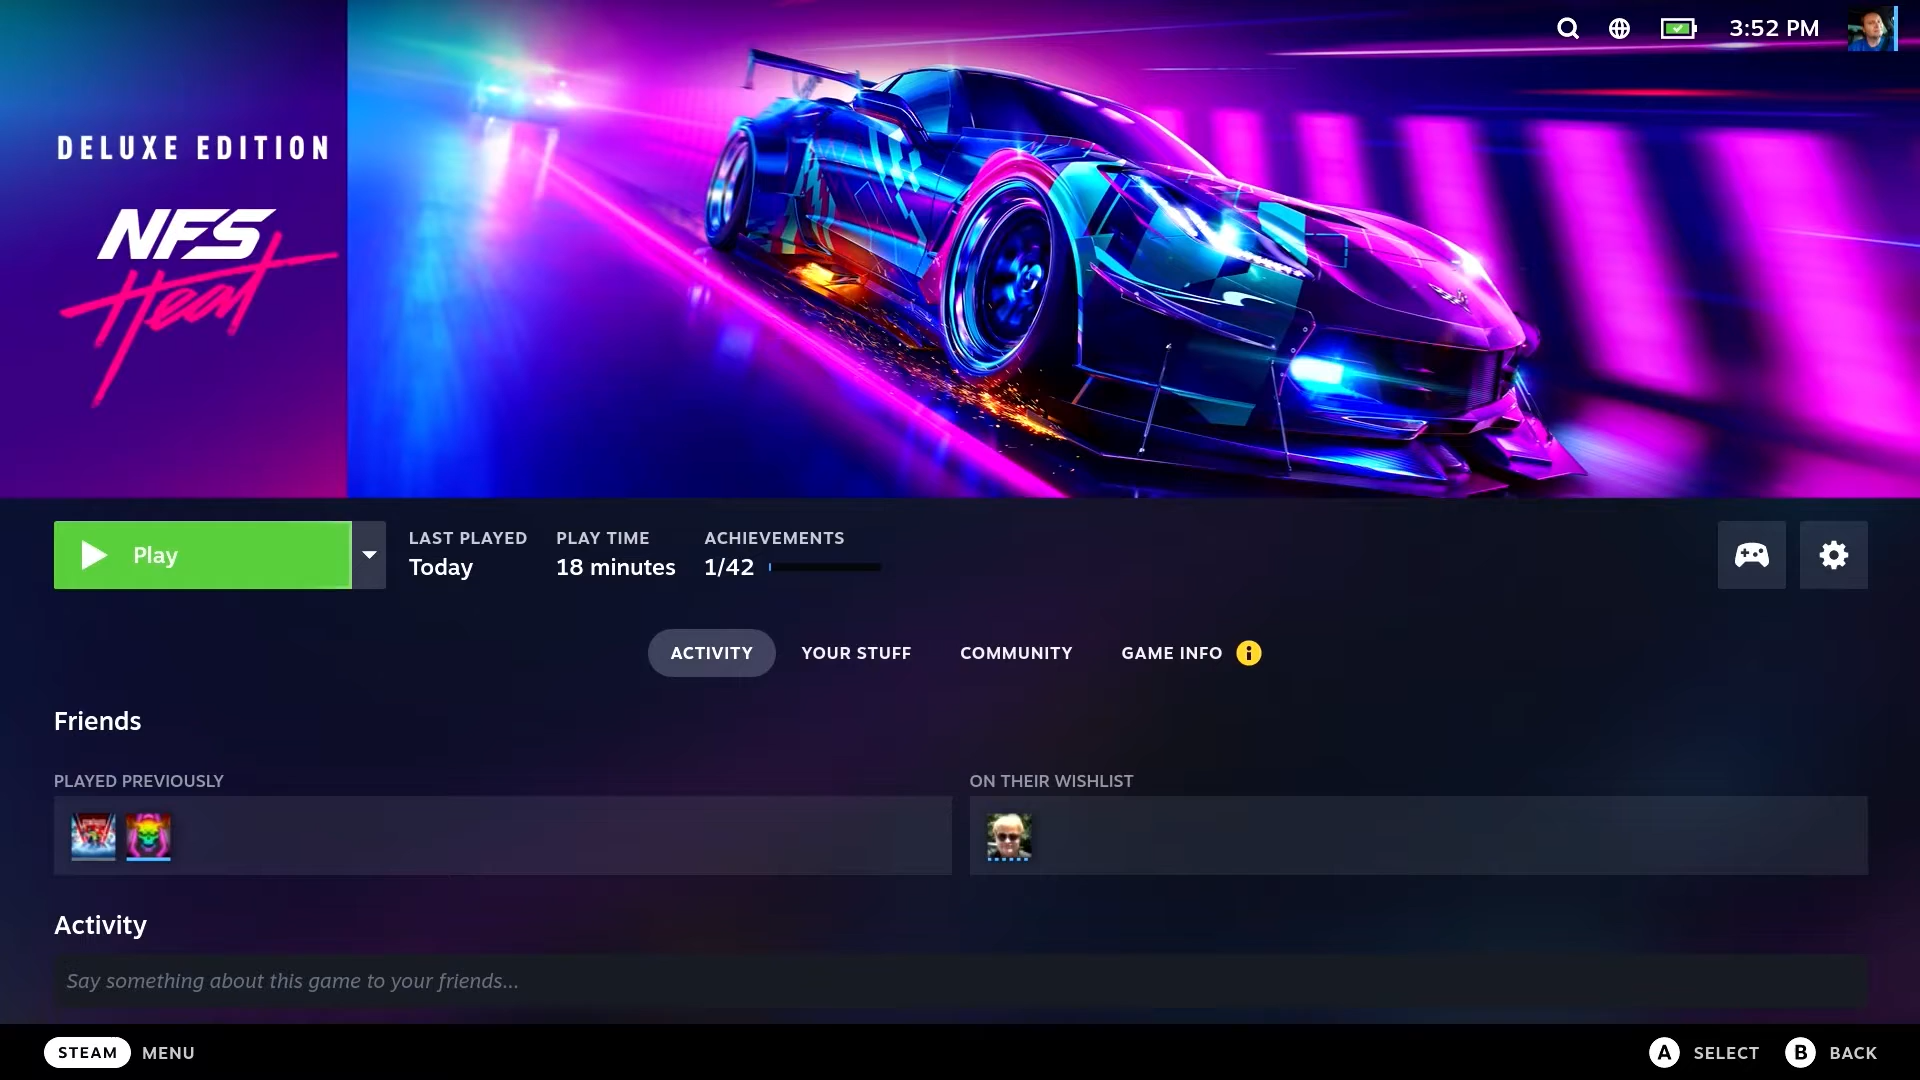 3:52 PM
DELUXE EDITION
NFS
Heat
Play
LAST PLAYED
Today
PLAY TIME
18 minutes
ACHIEVEMENTS
1/42
ACTIVITY
YOUR STUFF
COMMUNITY
GAME INFO
Friends
PLAYED PREVIOUSLY
ON THEIR WISHLIST
Activity
Say something about this game to your friends...
STEAM
MENU
A
SELECT
B
BACK